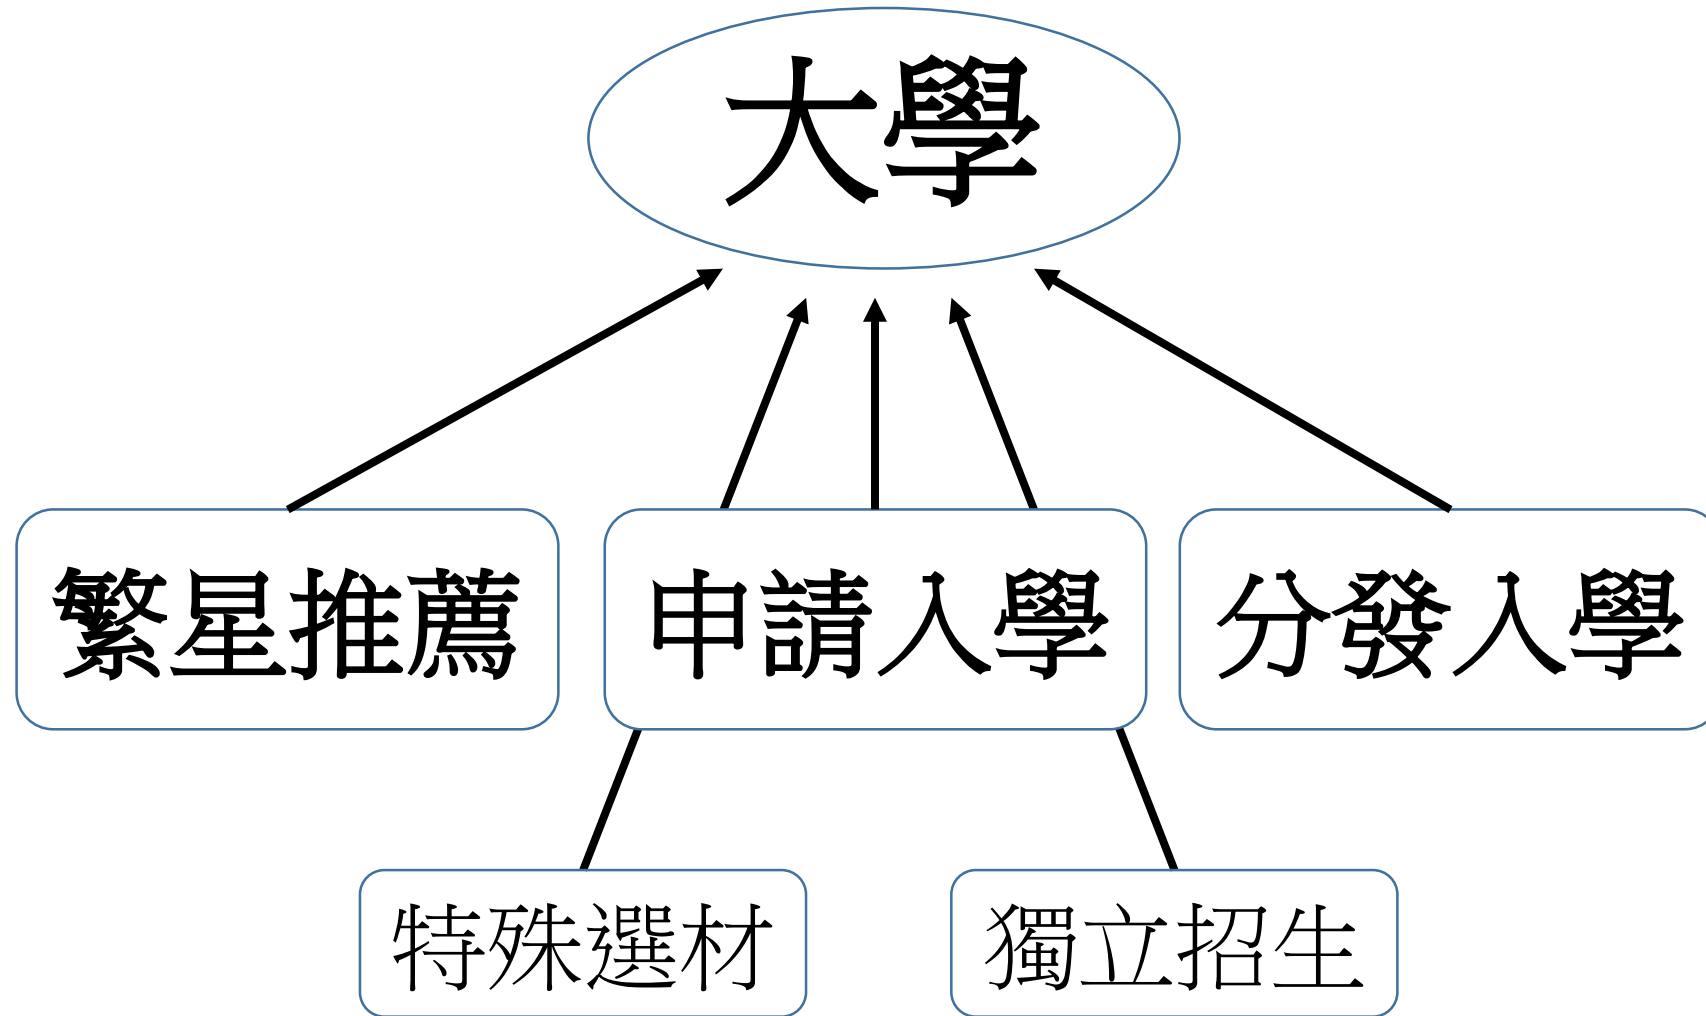 大學
繁星推薦
申請入學
分發入學
特殊選材
獨立招生